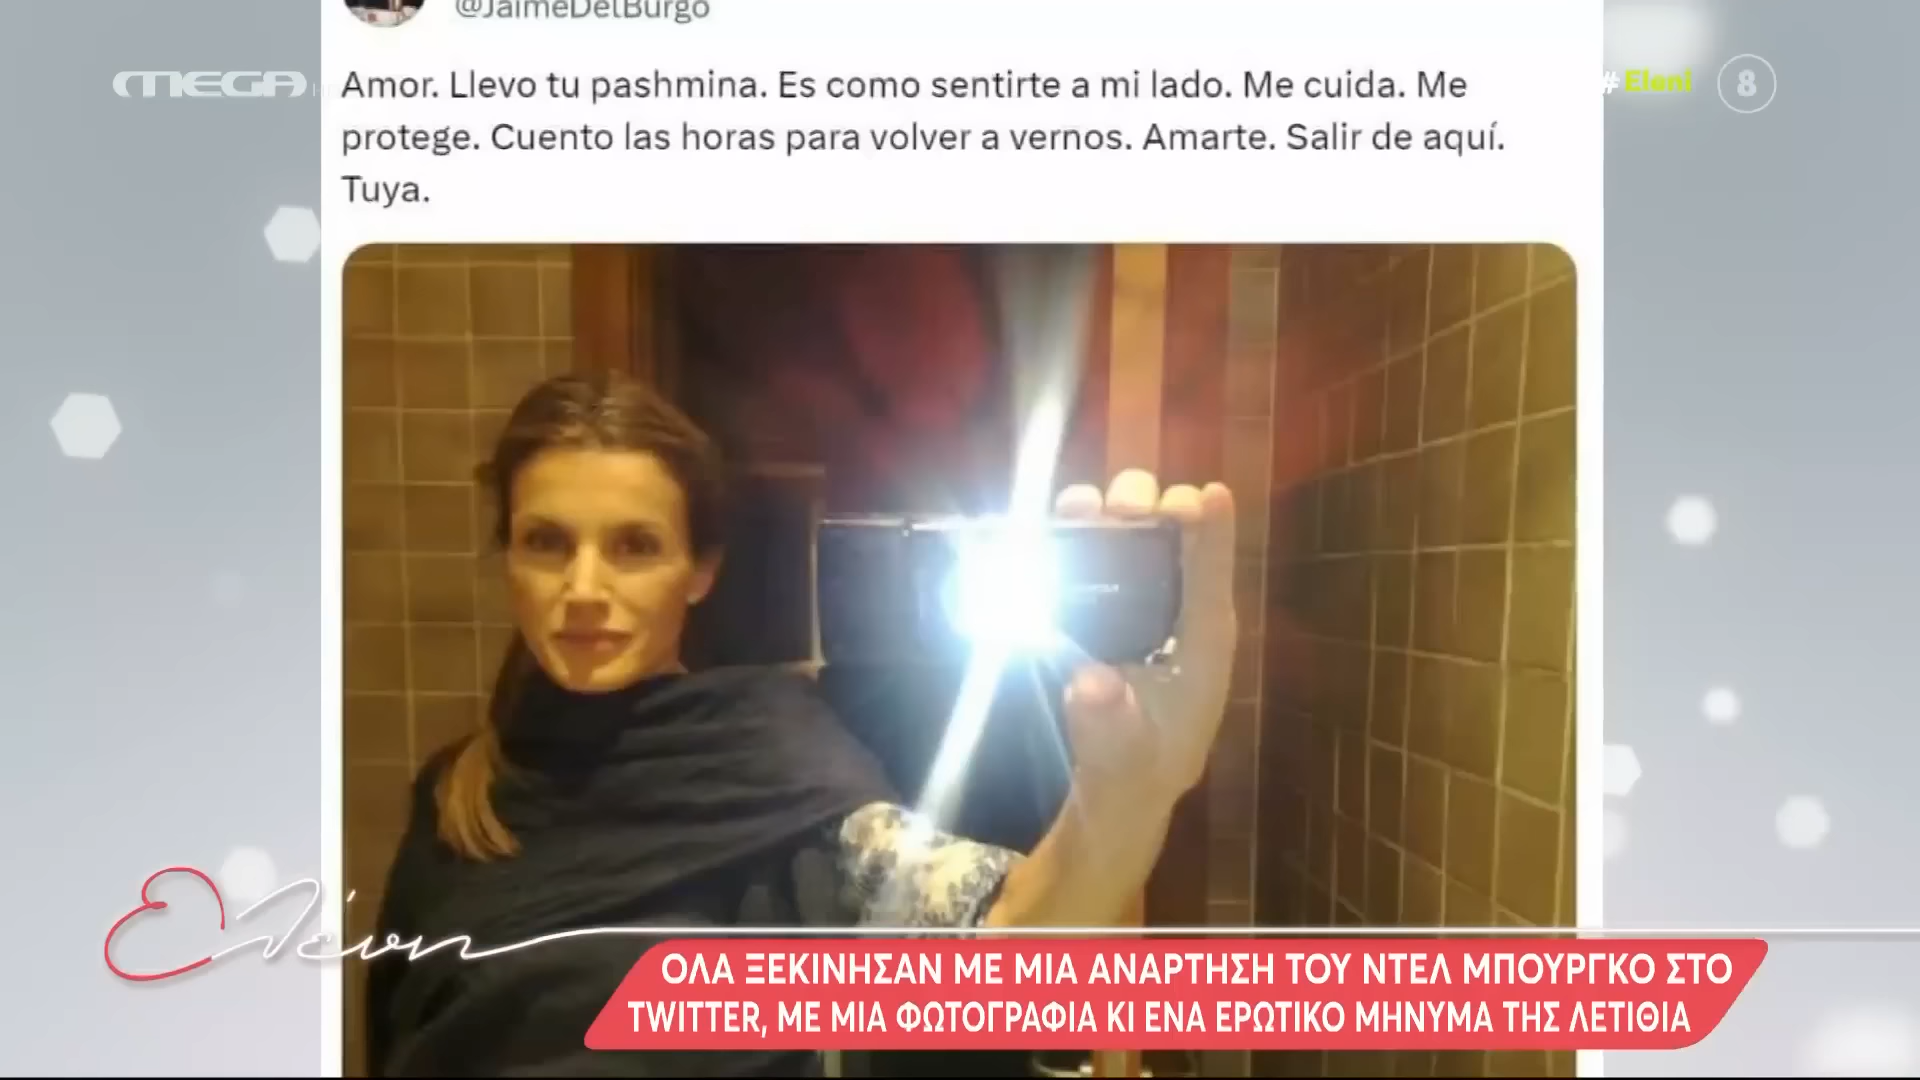 @JaimeDelBurgo
MEGA
#Eleni
8
Amor. Llevo tu pashmina. Es como sentirte a mi lado. Me cuida. Me
protege. Cuento las horas para volver a vernos. Amarte. Salir de aquí.
Tuya.
Ελένη
ΟΛΑ ΞΕΚΙΝΗΣΑΝ ΜΕ ΜΙΑ ΑΝΑΡΤΗΣΗ ΤΟΥ ΝΤΕΛ ΜΠΟΥΡΓΚΟ ΣΤΟ
TWITTER, ΜΕ ΜΙΑ ΦΩΤΟΓΡΑΦΙΑ ΚΙ ΕΝΑ ΕΡΩΤΙΚΟ ΜΗΝΥΜΑ ΤΗΣ ΛΕΤΙΘΙΑ